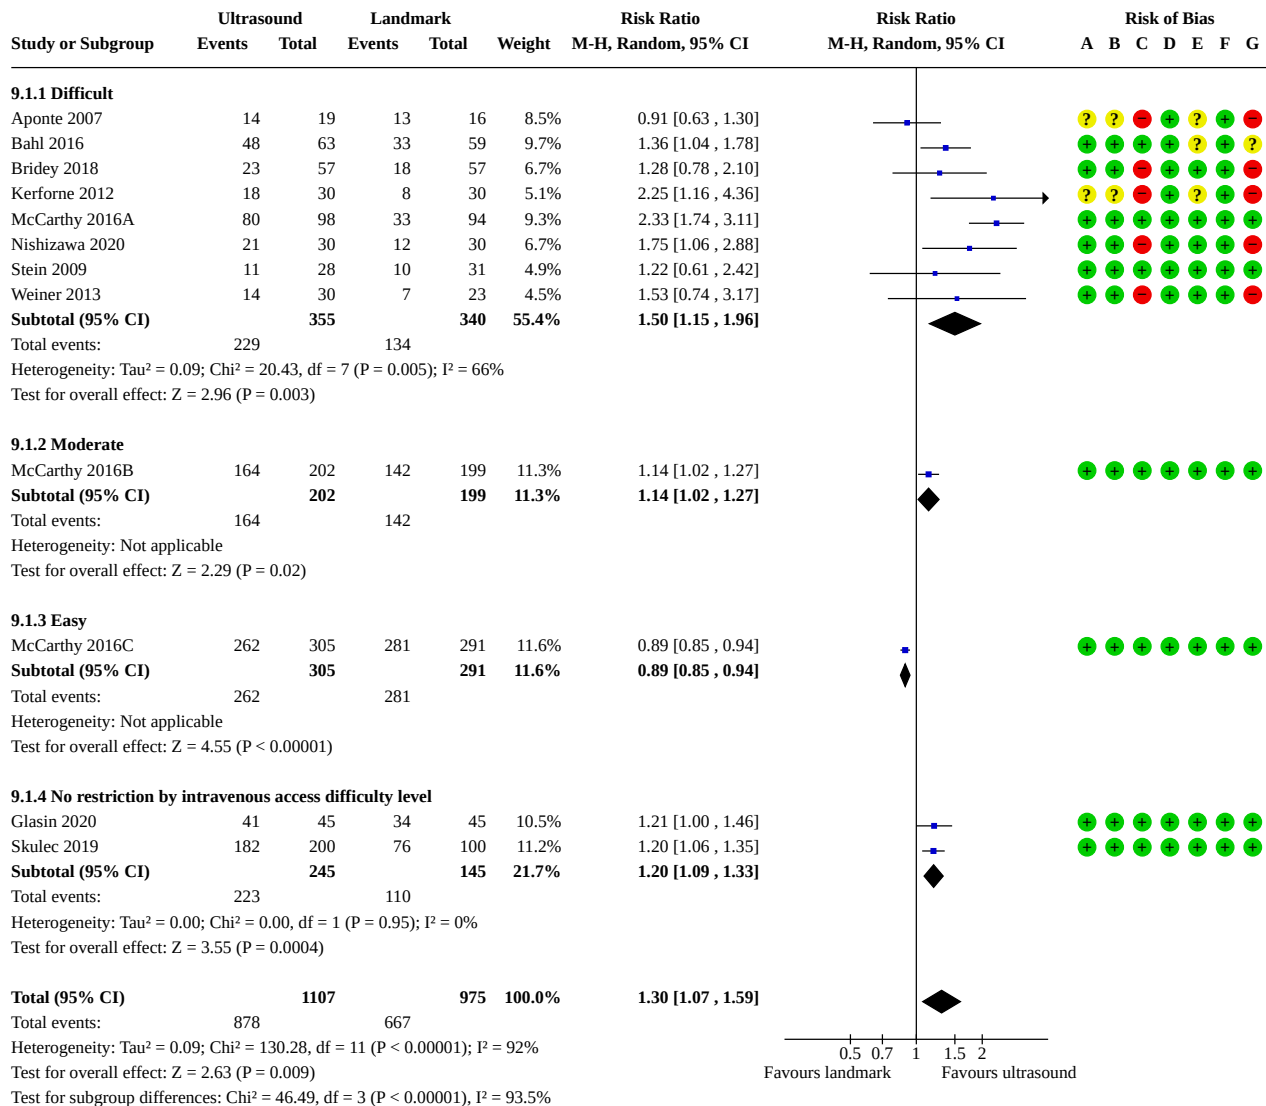 Ultrasound Landmark Risk Ratio Risk Ratio Risk of Bias
Study or Subgroup Events Total Events Total Weight M-H, Random, 95% CI M-H, Random, 95% CI A B C D E F G
9.1.1 Difficult
Aponte 2007 14 19 13 16 8.5% 0.91 [0.63 , 1.30] ? ? − + ? + −
Bahl 2016 48 63 33 59 9.7% 1.36 [1.04 , 1.78] + + + + ? + ?
Bridey 2018 23 57 18 57 6.7% 1.28 [0.78 , 2.10] + + − + + + −
Kerforne 2012 18 30 8 30 5.1% 2.25 [1.16 , 4.36] ? ? − + ? + −
McCarthy 2016A 80 98 33 94 9.3% 2.33 [1.74 , 3.11] + + + + + + +
Nishizawa 2020 21 30 12 30 6.7% 1.75 [1.06 , 2.88] + + − + + + −
Stein 2009 11 28 10 31 4.9% 1.22 [0.61 , 2.42] + + + + + + +
Weiner 2013 14 30 7 23 4.5% 1.53 [0.74 , 3.17] + + − + + + −
Subtotal (95% CI) 355 340 55.4% 1.50 [1.15 , 1.96]
Total events: 229 134
Heterogeneity: Tau² = 0.09; Chi² = 20.43, df = 7 (P = 0.005); I² = 66%
Test for overall effect: Z = 2.96 (P = 0.003)
9.1.2 Moderate
McCarthy 2016B 164 202 142 199 11.3% 1.14 [1.02 , 1.27] + + + + + + +
Subtotal (95% CI) 202 199 11.3% 1.14 [1.02 , 1.27]
Total events: 164 142
Heterogeneity: Not applicable
Test for overall effect: Z = 2.29 (P = 0.02)
9.1.3 Easy
McCarthy 2016C 262 305 281 291 11.6% 0.89 [0.85 , 0.94] + + + + + + +
Subtotal (95% CI) 305 291 11.6% 0.89 [0.85 , 0.94]
Total events: 262 281
Heterogeneity: Not applicable
Test for overall effect: Z = 4.55 (P < 0.00001)
9.1.4 No restriction by intravenous access difficulty level
Glasin 2020 41 45 34 45 10.5% 1.21 [1.00 , 1.46] + + + + + + +
Skulec 2019 182 200 76 100 11.2% 1.20 [1.06 , 1.35] + + + + + + +
Subtotal (95% CI) 245 145 21.7% 1.20 [1.09 , 1.33]
Total events: 223 110
Heterogeneity: Tau² = 0.00; Chi² = 0.00, df = 1 (P = 0.95); I² = 0%
Test for overall effect: Z = 3.55 (P = 0.0004)
Total (95% CI) 1107 975 100.0% 1.30 [1.07 , 1.59]
Total events: 878 667
Heterogeneity: Tau² = 0.09; Chi² = 130.28, df = 11 (P < 0.00001); I² = 92%
0.5 0.7 1 1.5 2
Test for overall effect: Z = 2.63 (P = 0.009)
Favours landmark Favours ultrasound
Test for subgroup differences: Chi² = 46.49, df = 3 (P < 0.00001), I² = 93.5%